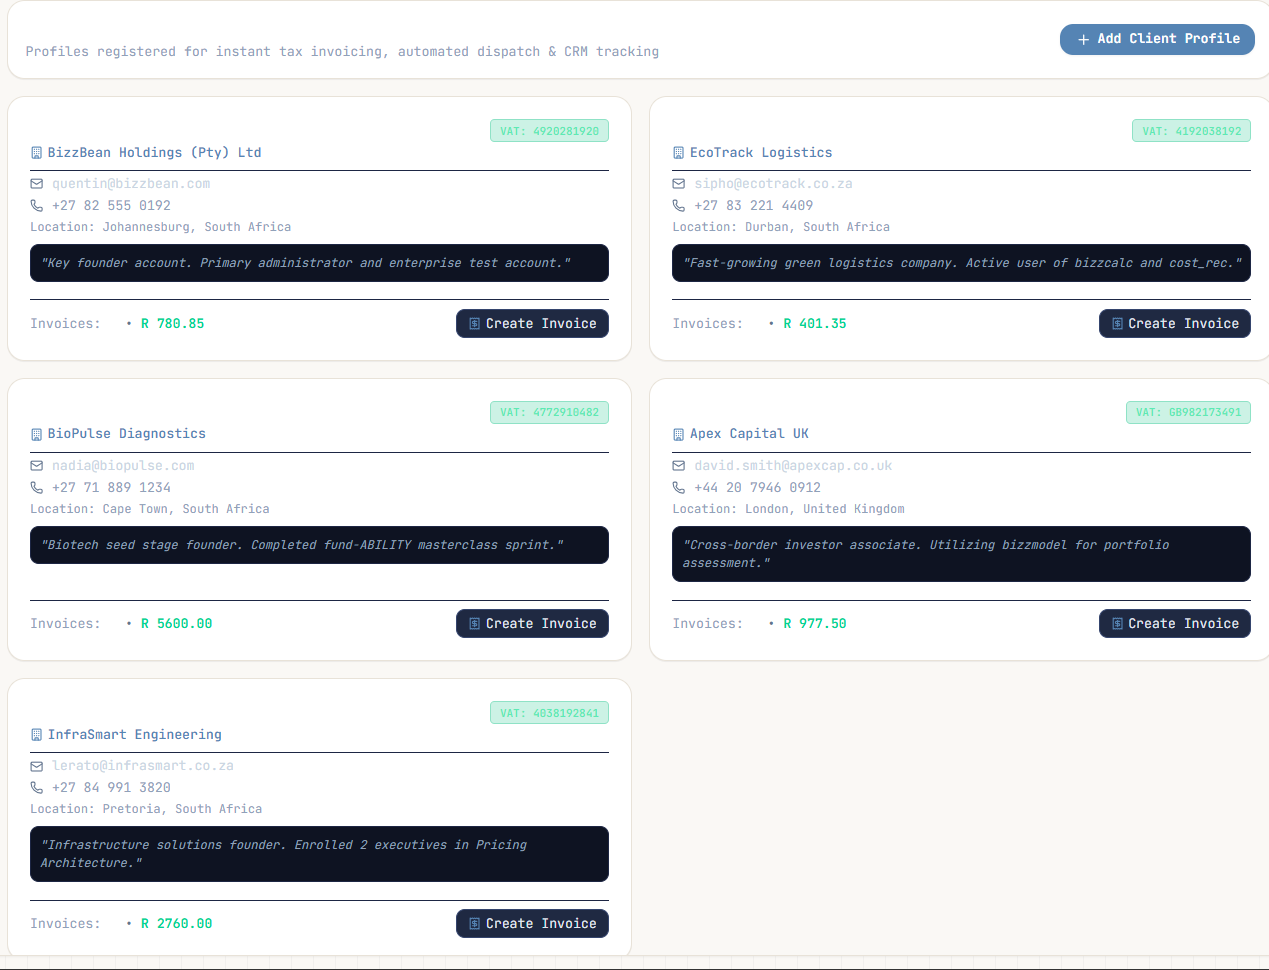 Profiles registered for instant tax invoicing, automated dispatch & CRM tracking
+ Add Client Profile
VAT: 4920281920
BizzBean Holdings (Pty) Ltd
quentin@bizzbean.com
+27 82 555 0192
Location: Johannesburg, South Africa
"Key founder account. Primary administrator and enterprise test account."
Invoices: • R 780.85
Create Invoice
VAT: 4192038192
EcoTrack Logistics
sipho@ecotrack.co.za
+27 83 221 4409
Location: Durban, South Africa
"Fast-growing green logistics company. Active user of bizzcalc and cost_rec."
Invoices: • R 401.35
Create Invoice
VAT: 4772910482
BioPulse Diagnostics
nadia@biopulse.com
+27 71 889 1234
Location: Cape Town, South Africa
"Biotech seed stage founder. Completed fund-ABILITY masterclass sprint."
Invoices: • R 5600.00
Create Invoice
VAT: GB982173491
Apex Capital UK
david.smith@apexcap.co.uk
+44 20 7946 0912
Location: London, United Kingdom
"Cross-border investor associate. Utilizing bizzmodel for portfolio
assessment."
Invoices: • R 977.50
Create Invoice
VAT: 4038192841
InfraSmart Engineering
lerato@infrasmart.co.za
+27 84 991 3820
Location: Pretoria, South Africa
"Infrastructure solutions founder. Enrolled 2 executives in Pricing
Architecture."
Invoices: • R 2760.00
Create Invoice